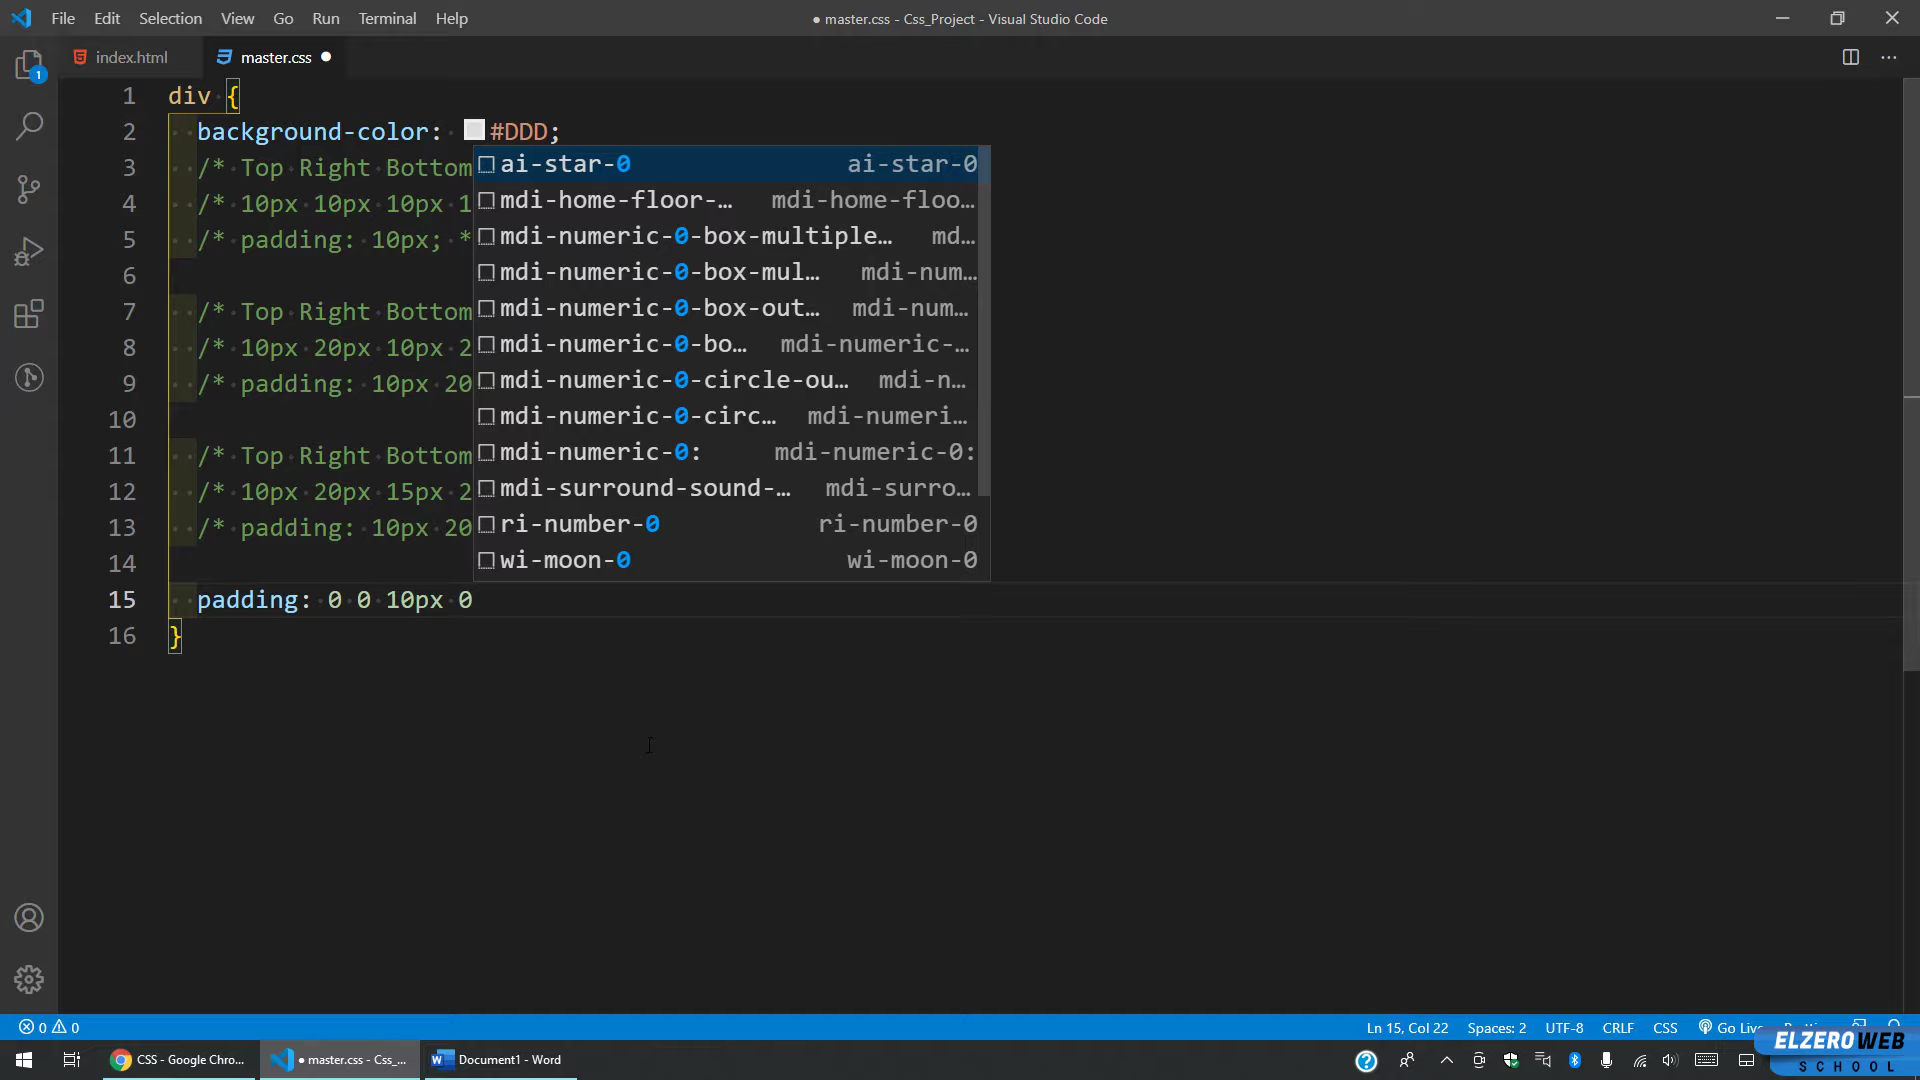 File Edit Selection View Go Run Terminal Help
● master.css - Css_Project - Visual Studio Code
index.html
master.css ●
1 div {
2 background-color: #DDD;
3 /* Top Right Bottom
4 /* 10px 10px 10px 1
5 /* padding: 10px; *
6
7 /* Top Right Bottom
8 /* 10px 20px 10px 2
9 /* padding: 10px 20
10
11 /* Top Right Bottom
12 /* 10px 20px 15px 2
13 /* padding: 10px 20
14
15 padding: 0 0 10px 0
16 }
ai-star-0 ai-star-0
mdi-home-floor-… mdi-home-floo…
mdi-numeric-0-box-multiple… md…
mdi-numeric-0-box-mul… mdi-num…
mdi-numeric-0-box-out… mdi-num…
mdi-numeric-0-bo… mdi-numeric-…
mdi-numeric-0-circle-ou… mdi-n…
mdi-numeric-0-circ… mdi-numeri…
mdi-numeric-0: mdi-numeric-0:
mdi-surround-sound-… mdi-surro…
ri-number-0 ri-number-0
wi-moon-0 wi-moon-0
1
0 0
Ln 15, Col 22 Spaces: 2 UTF-8 CRLF CSS Go Liv
CSS - Google Chro...
● master.css - Css_...
Document1 - Word
ELZEROWEB
SCHOOL